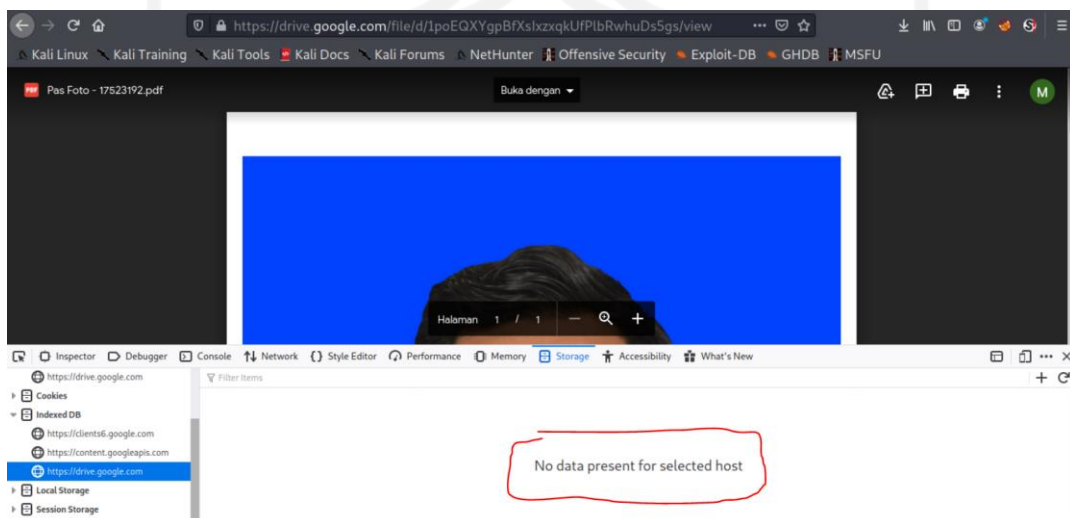 https://drive.google.com/file/d/1poEQXYgpBfXsIxzxqkUfPlbRwhuDs5gs/view
Kali Linux Kali Training Kali Tools Kali Docs Kali Forums NetHunter Offensive Security Exploit-DB GHDB MSFU
PDF Pas Foto - 17523192.pdf Buka dengan M
Halaman 1 / 1
Inspector Debugger Console Network Style Editor Performance Memory Storage Accessibility What's New
https://drive.google.com Filter Items
Cookies
Indexed DB
https://clients6.google.com
https://content.googleapis.com
No data present for selected host
https://drive.google.com
Local Storage
Session Storage